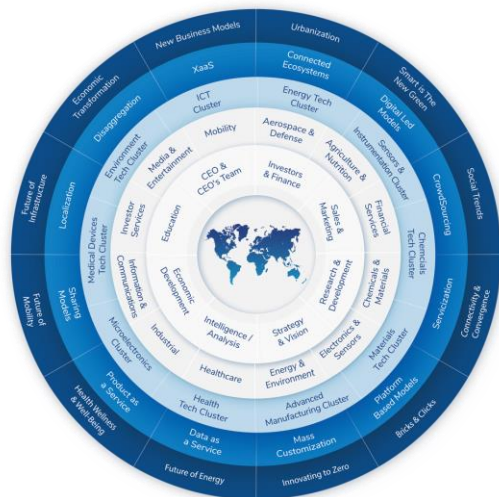 New Business Models
Urbanization
Smart is The
New Green
Social Trends
Connectivity &
Convergence
Bricks & Clicks
Innovating to Zero
Future of Energy
Health Wellness
& Well-Being
Future of
Mobility
Future of
Infrastructure
Economic
Transformation
XaaS
Connected
Ecosystems
Digital Led
Models
CrowdSourcing
Servicization
Platform
Based Models
Mass
Customization
Data as
a Service
Product as
a Service
Sharing
Models
Localization
Disaggregation
ICT
Cluster
Energy Tech
Cluster
Sensors &
Instrumentation Cluster
Chemcials
Tech Cluster
Materials
Tech Cluster
Advanced
Manufacturing Cluster
Health
Tech Cluster
Microelectronics
Cluster
Medical Devices
Tech Cluster
Environment
Tech Cluster
Mobility
Aerospace &
Defense
Agriculture &
Nutrition
Financial
Services
Chemicals &
Materials
Electronics &
Sensors
Energy &
Environment
Healthcare
Industrial
Information &
Communications
Investor
Services
Media &
Entertainment
CEO &
CEO's Team
Investors
& Finance
Sales &
Marketing
Research &
Development
Strategy
& Vision
Intelligence /
Analysis
Economic
Development
Education